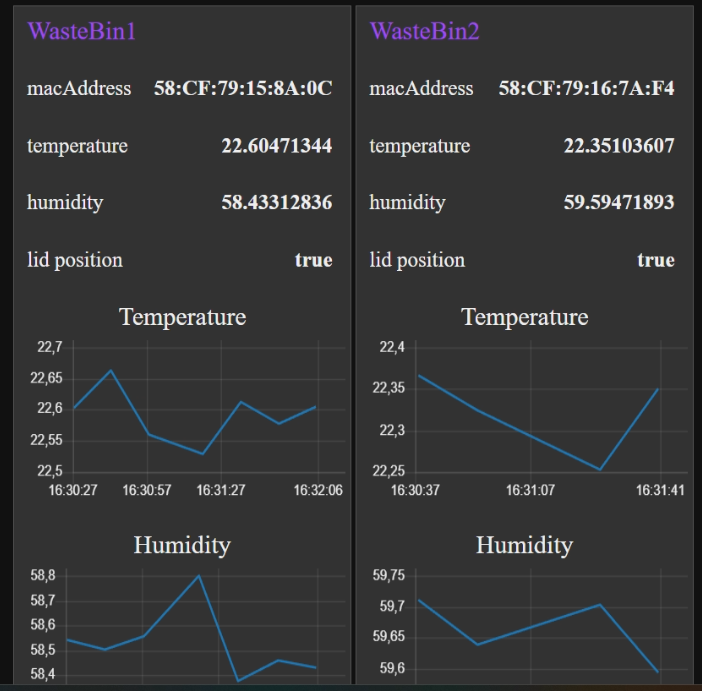 WasteBin1
macAddress 58:CF:79:15:8A:0C
temperature 22.60471344
humidity 58.43312836
lid position true
Temperature
22,7
22,65
22,6
22,55
22,5
16:30:27 16:30:57 16:31:27 16:32:06
Humidity
58,8
58,7
58,6
58,5
58,4
WasteBin2
macAddress 58:CF:79:16:7A:F4
temperature 22.35103607
humidity 59.59471893
lid position true
Temperature
22,4
22,35
22,3
22,25
16:30:37 16:31:07 16:31:41
Humidity
59,75
59,7
59,65
59,6